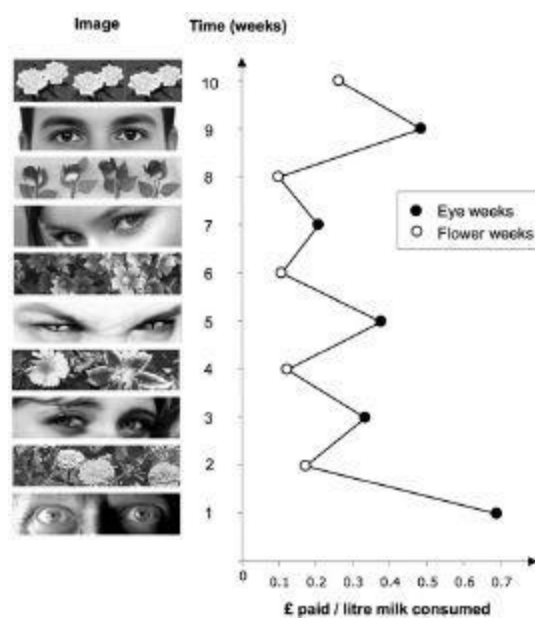 Image Time (weeks)
10
9
8
7
6
5
4
3
2
1
Eye weeks
Flower weeks
0 0.1 0.2 0.3 0.4 0.5 0.6 0.7
£ paid / litre milk consumed